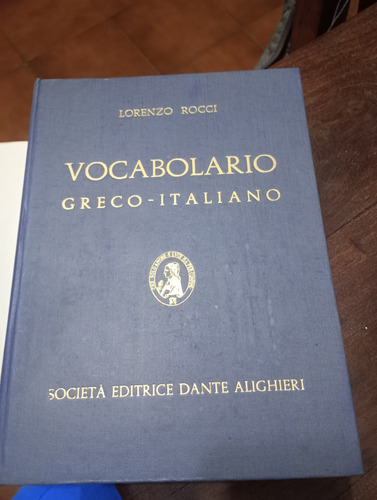 LORENZO ROCCI
VOCABOLARIO
GRECO-ITALIANO
SOCIETÀ EDITRICE DANTE ALIGHIERI